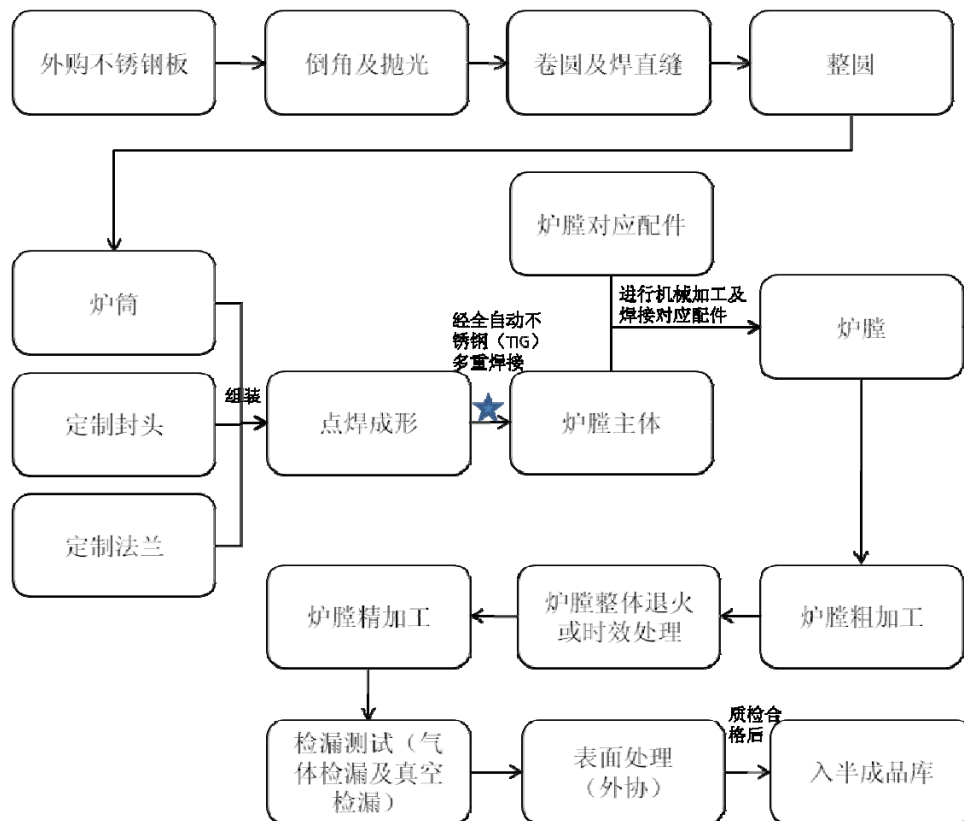 外购不锈钢板
倒角及抛光
卷圆及焊直缝
整圆
炉膛对应配件
炉筒
进行机械加工及
焊接对应配件
炉膛
经全自动不
锈钢（TIG）
多重焊接
定制封头
组装
点焊成形
炉膛主体
定制法兰
炉膛精加工
炉膛整体退火
或时效处理
炉膛粗加工
检漏测试（气
体检漏及真空
检漏）
表面处理
（外协）
质检合
格后
入半成品库